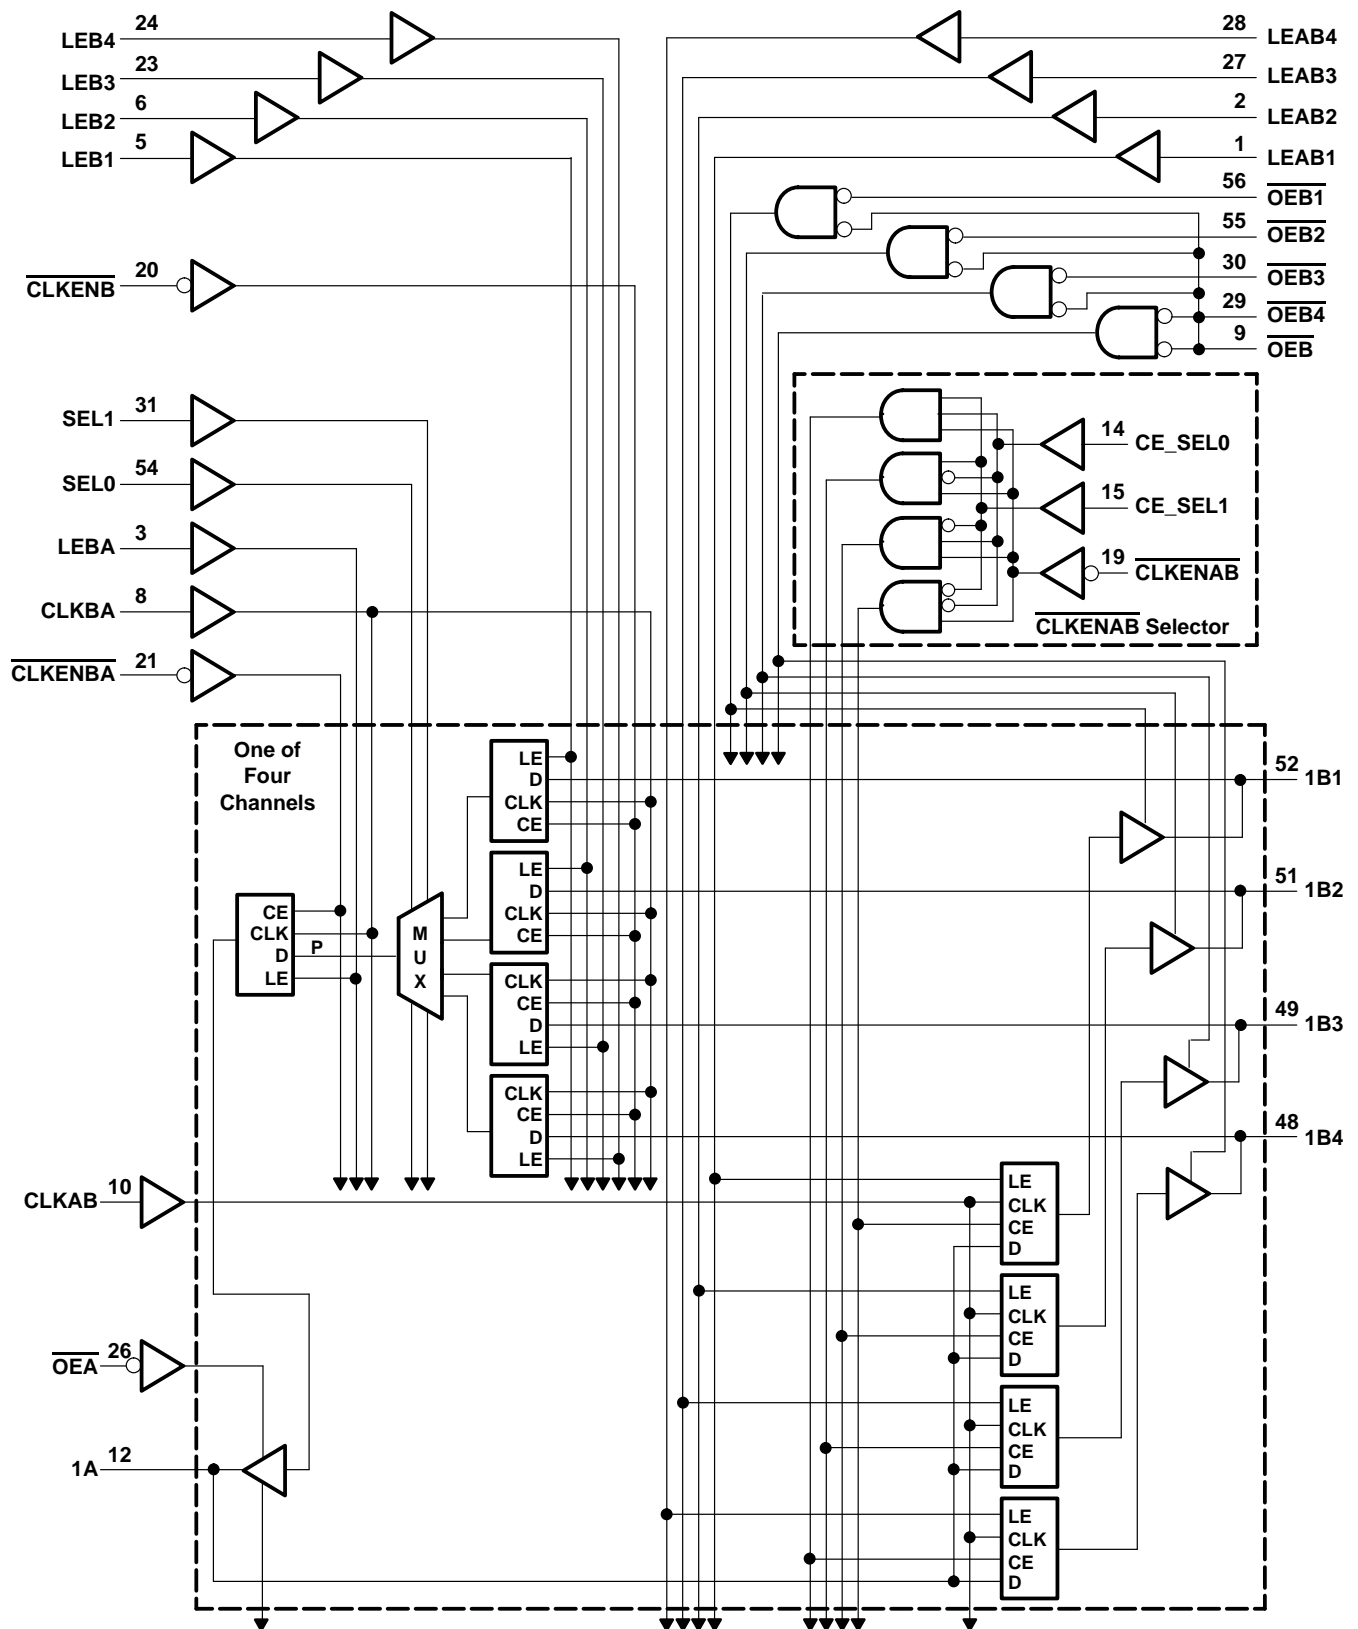 24
LEB4
23
LEB3
6
LEB2
5
LEB1
20
CLKENB
31
SEL1
54
SEL0
3
LEBA
8
CLKBA
21
CLKENBA
28
LEAB4
27
LEAB3
2
LEAB2
1
LEAB1
56
OEB1
55
OEB2
30
OEB3
29
OEB4
9
OEB
14
CE_SEL0
15
CE_SEL1
19
CLKENAB
CLKENAB Selector
One of
Four
Channels
LE
D
CLK
CE
LE
D
CLK
CE
CLK
CE
D
LE
CLK
CE
D
LE
CE
CLK
D
LE
P
M
U
X
52
1B1
51
1B2
49
1B3
48
1B4
10
CLKAB
LE
CLK
CE
D
LE
CLK
CE
D
LE
CLK
CE
D
LE
CLK
CE
D
26
OEA
12
1A